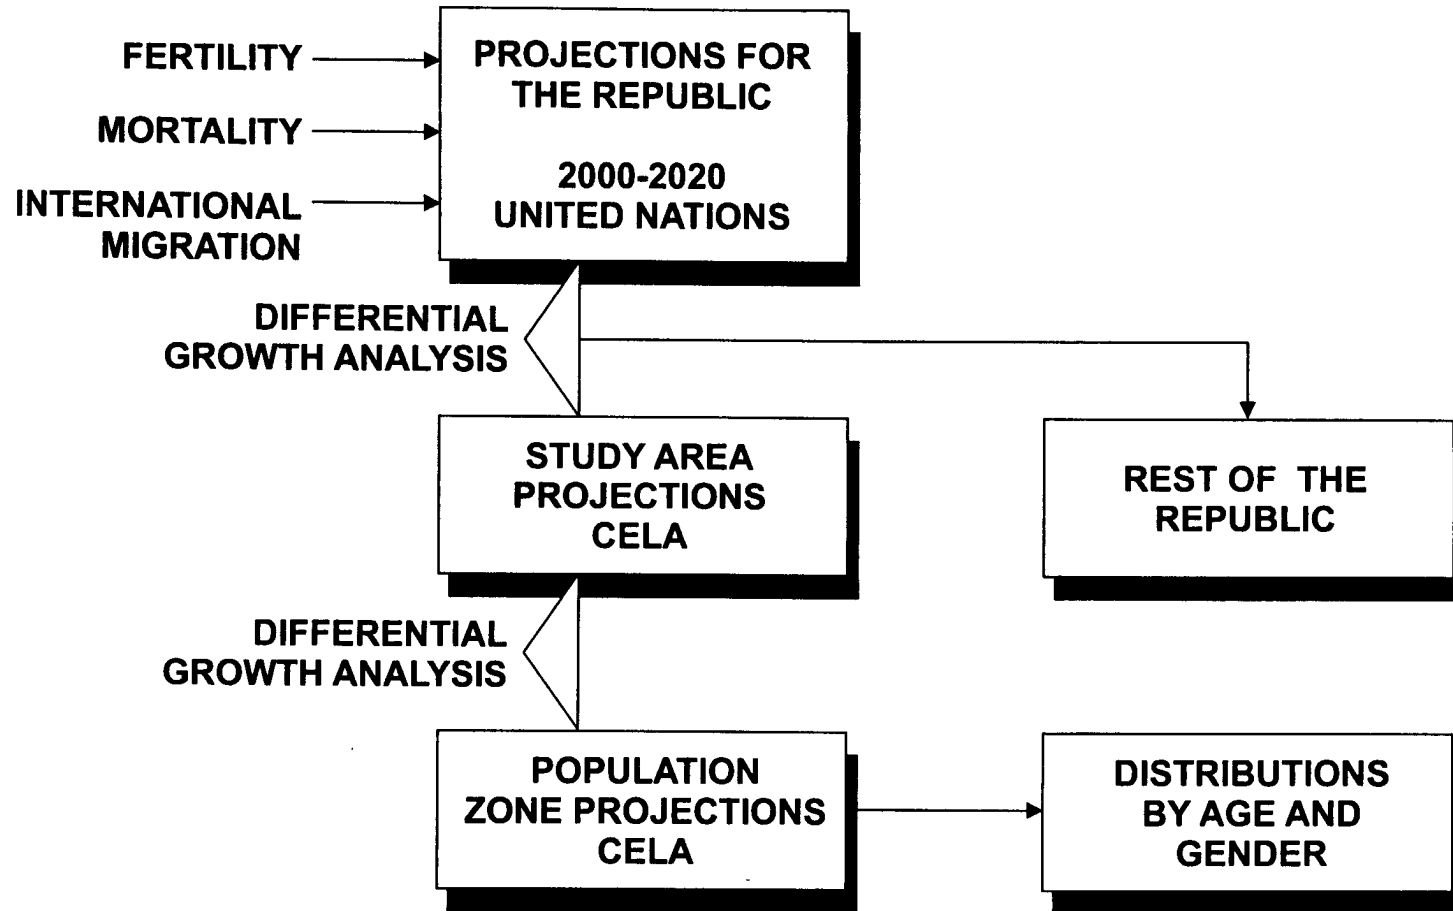 FERTILITY
MORTALITY
INTERNATIONAL
MIGRATION
PROJECTIONS FOR
THE REPUBLIC
2000-2020
UNITED NATIONS
DIFFERENTIAL
GROWTH ANALYSIS
STUDY AREA
PROJECTIONS
CELA
REST OF THE
REPUBLIC
DIFFERENTIAL
GROWTH ANALYSIS
POPULATION
ZONE PROJECTIONS
CELA
DISTRIBUTIONS
BY AGE AND
GENDER